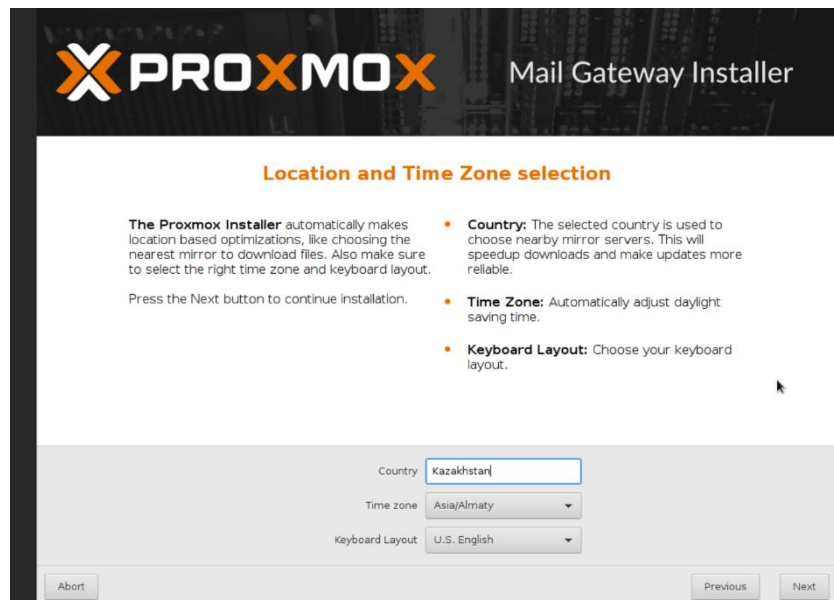 PROXMOX
Mail Gateway Installer
Location and Time Zone selection
The Proxmox Installer automatically makes
location based optimizations, like choosing the
nearest mirror to download files. Also make sure
to select the right time zone and keyboard layout.
Press the Next button to continue installation.
Country: The selected country is used to
choose nearby mirror servers. This will
speedup downloads and make updates more
reliable.
Time Zone: Automatically adjust daylight
saving time.
Keyboard Layout: Choose your keyboard
layout.
Country Kazakhstan
Time zone Asia/Almaty
Keyboard Layout U.S. English
Abort Previous Next